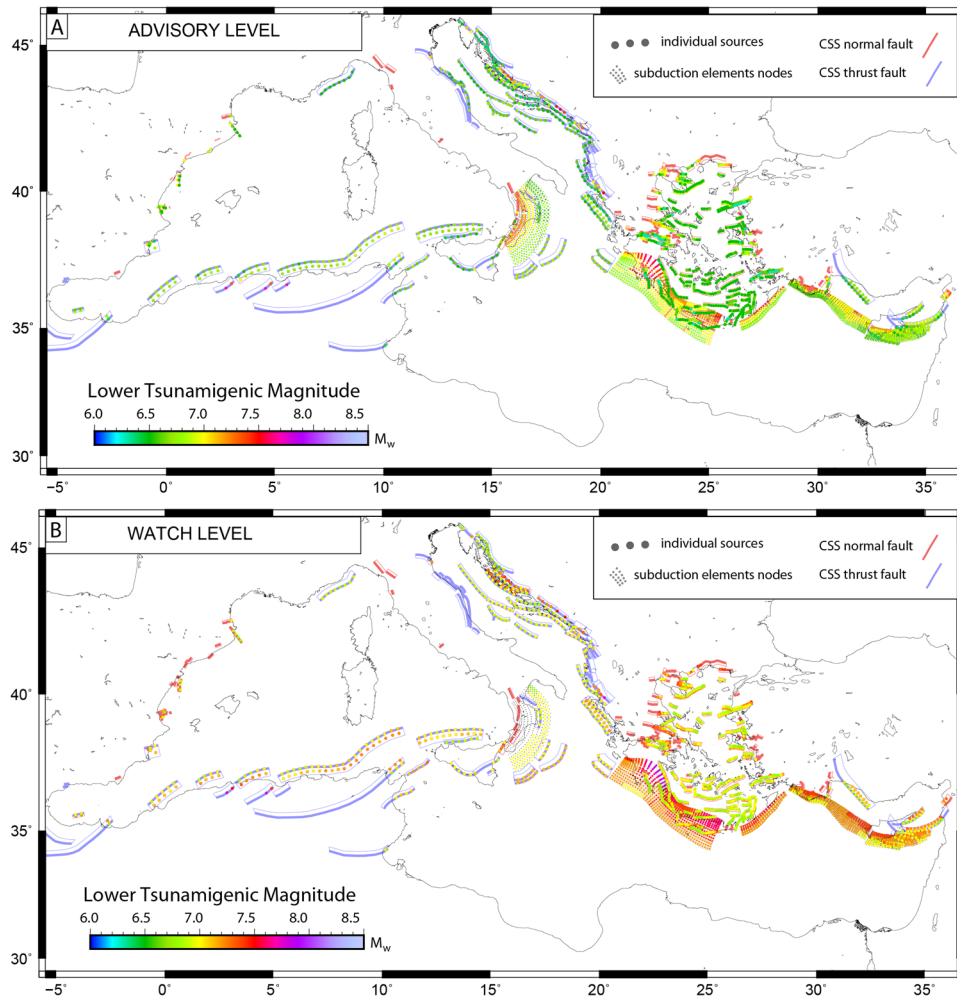 A
ADVISORY LEVEL
individual sources
subduction elements nodes
CSS normal fault
CSS thrust fault
45°
40°
35°
30°
Lower Tsunamigenic Magnitude
6.0 6.5 7.0 7.5 8.0 8.5
Mw
−5° 0° 5° 10° 15° 20° 25° 30° 35°
B
WATCH LEVEL
individual sources
subduction elements nodes
CSS normal fault
CSS thrust fault
45°
40°
35°
30°
Lower Tsunamigenic Magnitude
6.0 6.5 7.0 7.5 8.0 8.5
Mw
−5° 0° 5° 10° 15° 20° 25° 30° 35°